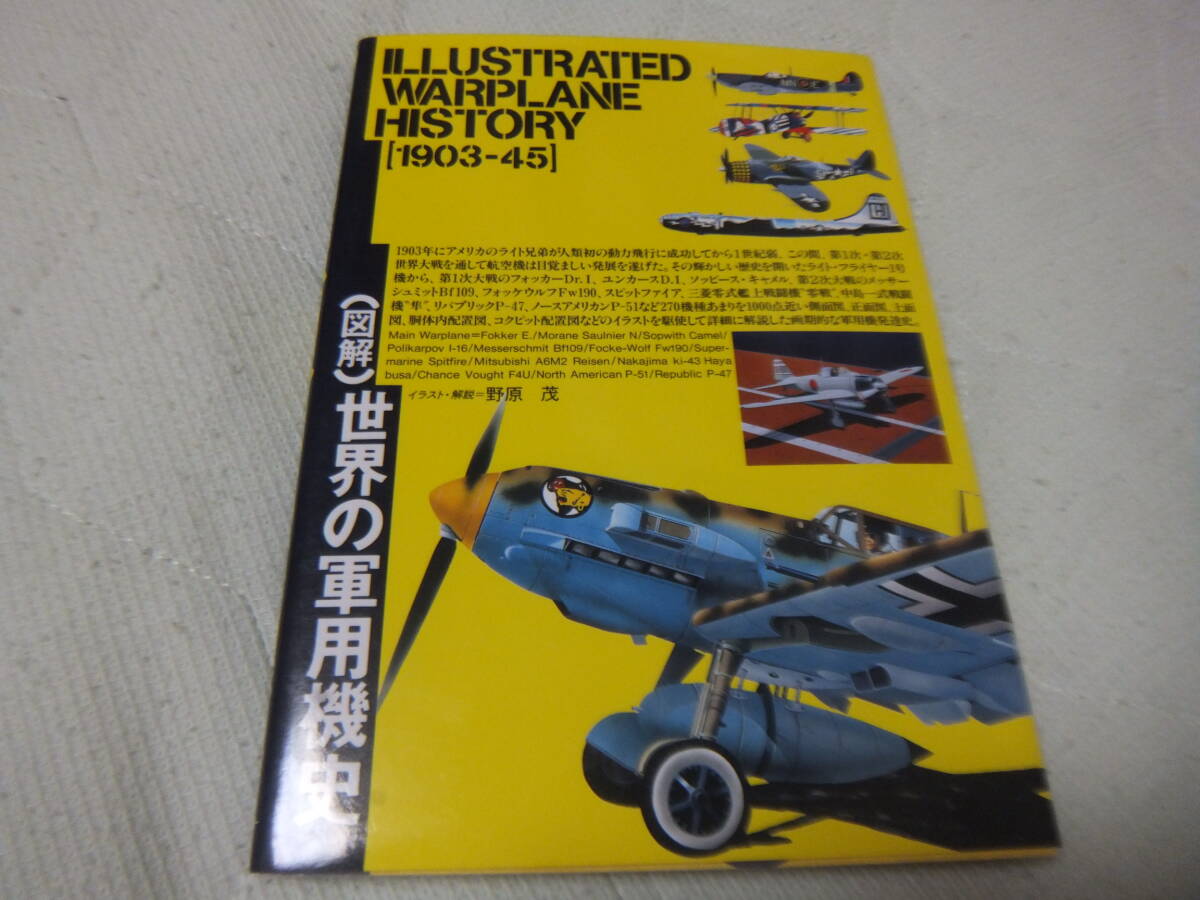 ILLUSTRATED
WARPLANE
HISTORY
[1903-45]
1903年にアメリカのライト兄弟が人類初の動力飛行に成功してから1世紀弱、この間、第1次・第2次
世界大戦を通して航空機は目覚ましい発展を遂げた。その輝かしい歴史を開いたライト・フライヤー1号
機から、第1次大戦のフォッカーDr.I、ユンカースD.I、ソッピース・キャメル、第2次大戦のメッサー
シュミットBf109、フォッケウルフFw190、スピットファイア、三菱零式艦上戦闘機“零戦”、中島一式戦闘
機“隼”、リパブリックP-47、ノースアメリカンP-51など270機種あまりを1000点近い側面図、正面図、上面
図、胴体内配置図、コクピット配置図などのイラストを駆使して詳細に解説した画期的な軍用機発達史。
Main Warplane=Fokker E./Morane Saulnier N/Sopwith Camel/
Polikarpov I-16/Messerschmit Bf109/Focke-Wolf Fw190/Super-
marine Spitfire/Mitsubishi A6M2 Reisen/Nakajima ki-43 Haya
busa/Chance Vought F4U/North American P-51/Republic P-47
イラスト・解説=野原 茂
(図解)世界の軍用機史